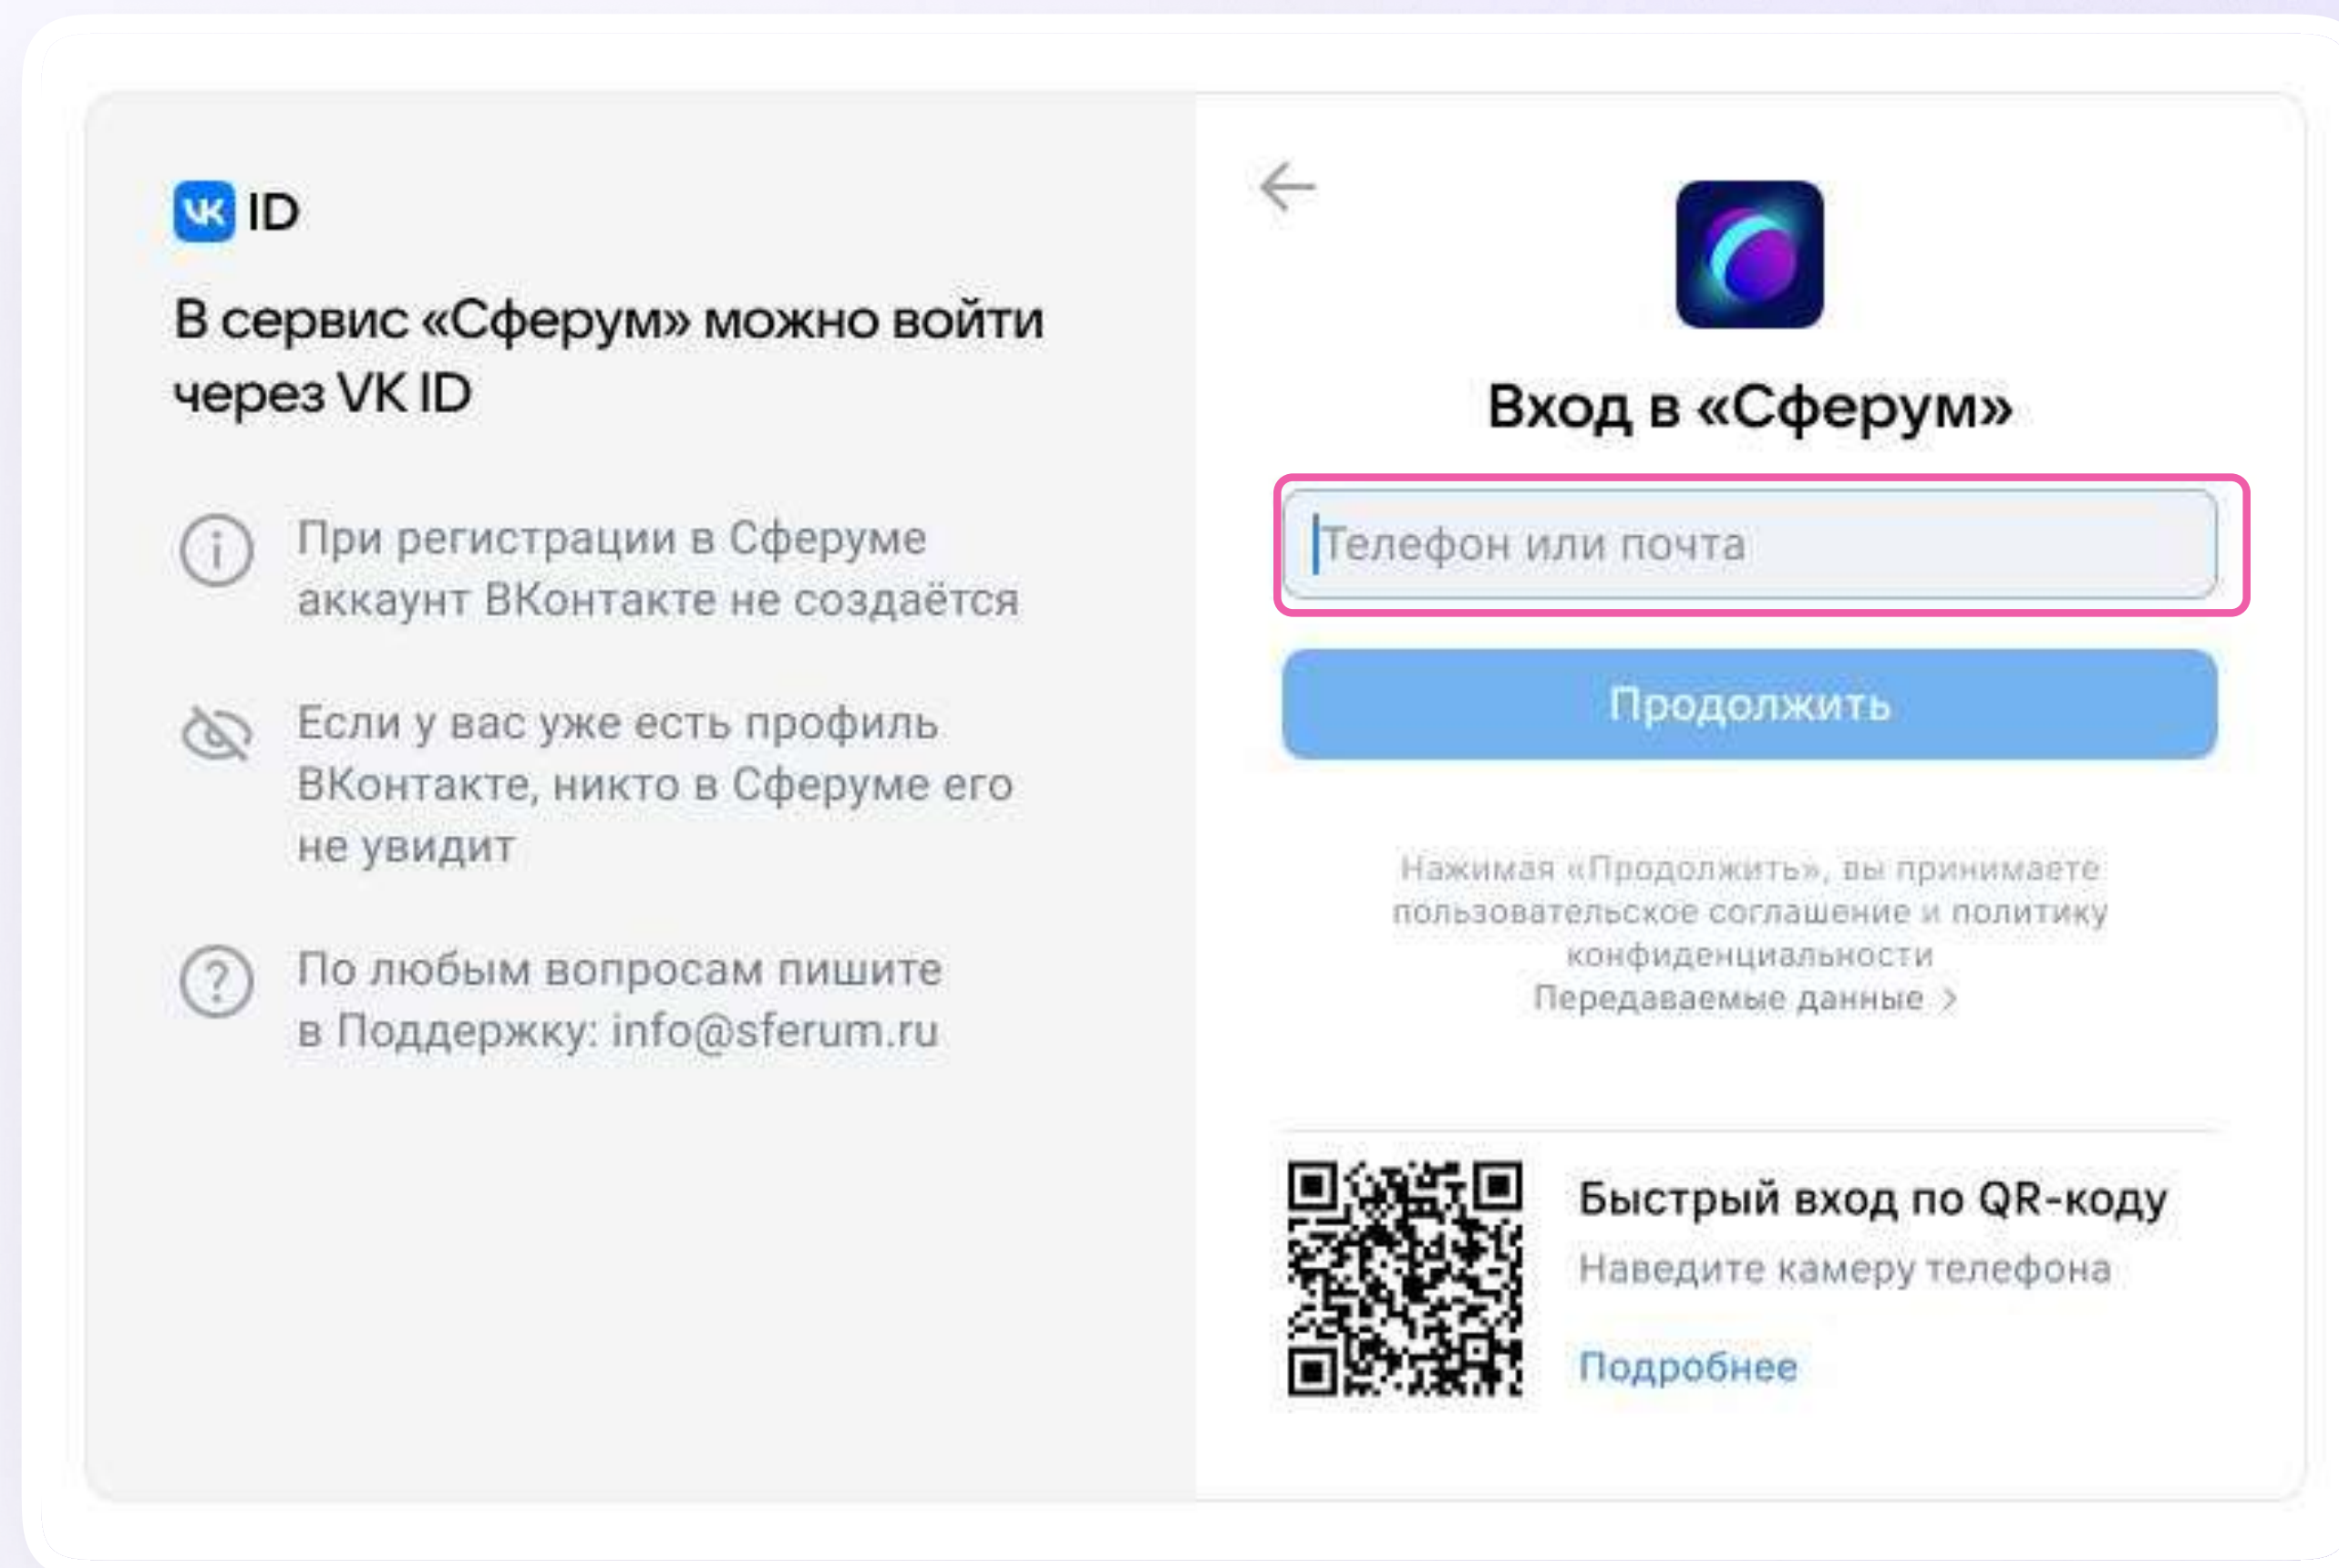 VK ID
В сервис «Сферум» можно войти
через VK ID
При регистрации в Сферуме
аккаунт ВКонтакте не создаётся
Если у вас уже есть профиль
ВКонтакте, никто в Сферуме его
не увидит
По любым вопросам пишите
в Поддержку: info@sferum.ru
Вход в «Сферум»
Телефон или почта
Продолжить
Нажимая «Продолжить», вы принимаете
пользовательское соглашение и политику
конфиденциальности
Передаваемые данные >
Быстрый вход по QR-коду
Наведите камеру телефона
Подробнее